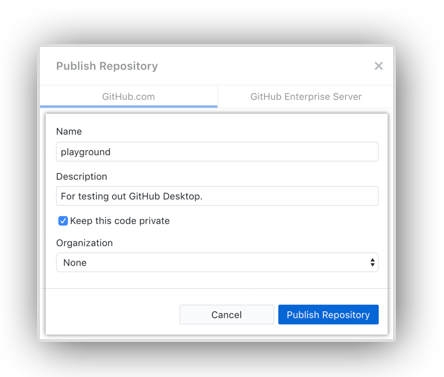 Publish Repository
GitHub.com
GitHub Enterprise Server
Name
playground
Description
For testing out GitHub Desktop.
Keep this code private
Organization
None
Cancel
Publish Repository